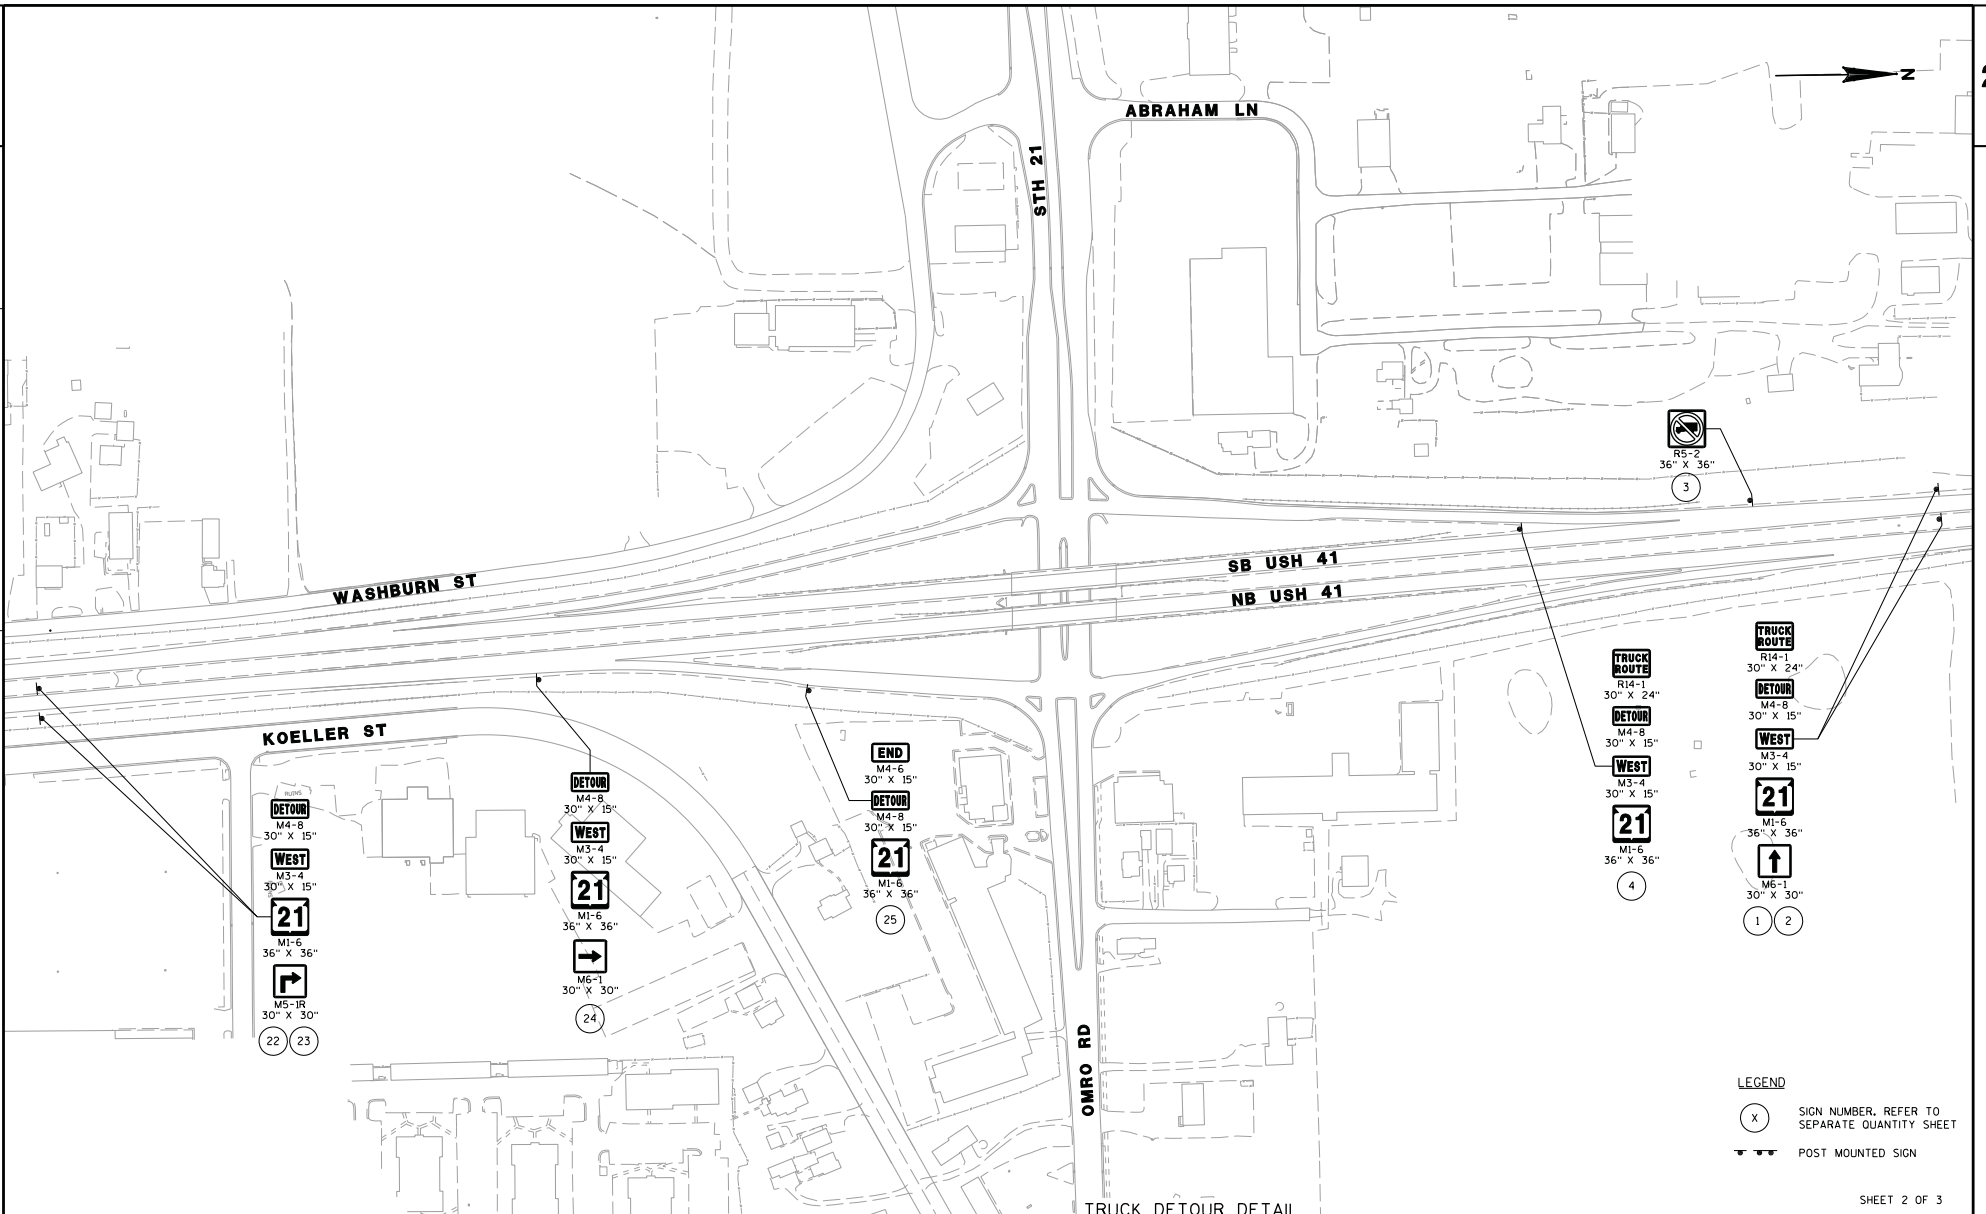 ABRAHAM LN
N
STH 21
R5-2
36" X 36"
3
SB USH 41
NB USH 41
WASHBURN ST
KOELLER ST
TRUCK
ROUTE
R14-1
30" X 24"
DETOUR
M4-8
30" X 15"
WEST
M3-4
30" X 15"
21
M1-6
36" X 36"
M6-1
30" X 30"
1 2
TRUCK
ROUTE
R14-1
30" X 24"
DETOUR
M4-8
30" X 15"
WEST
M3-4
30" X 15"
21
M1-6
36" X 36"
4
END
M4-6
30" X 15"
DETOUR
M4-8
30" X 15"
21
M1-6
36" X 36"
25
DETOUR
M4-8
30" X 15"
WEST
M3-4
30" X 15"
21
M1-6
36" X 36"
M6-1
30" X 30"
24
RUINS
DETOUR
M4-8
30" X 15"
WEST
M3-4
30" X 15"
21
M1-6
36" X 36"
M5-1R
30" X 30"
22 23
OMRO RD
LEGEND
X SIGN NUMBER, REFER TO
SEPARATE QUANTITY SHEET
POST MOUNTED SIGN
TRUCK DETOUR DETAIL
SHEET 2 OF 3